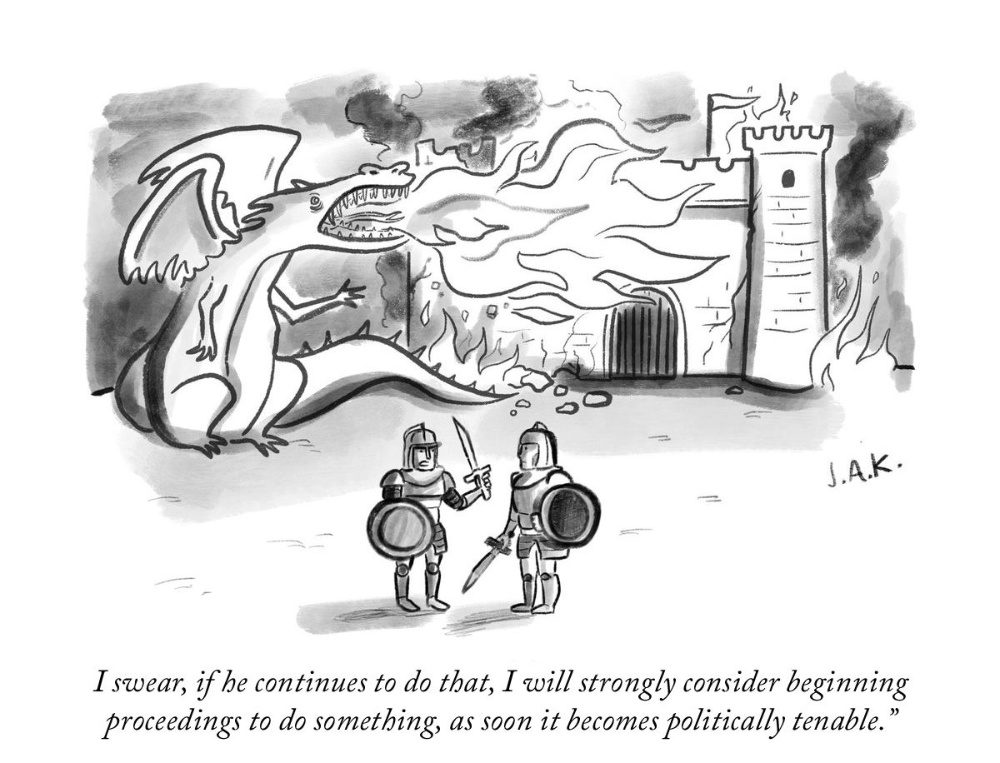 J.A.K.
I swear, if he continues to do that, I will strongly consider beginning
proceedings to do something, as soon it becomes politically tenable.”